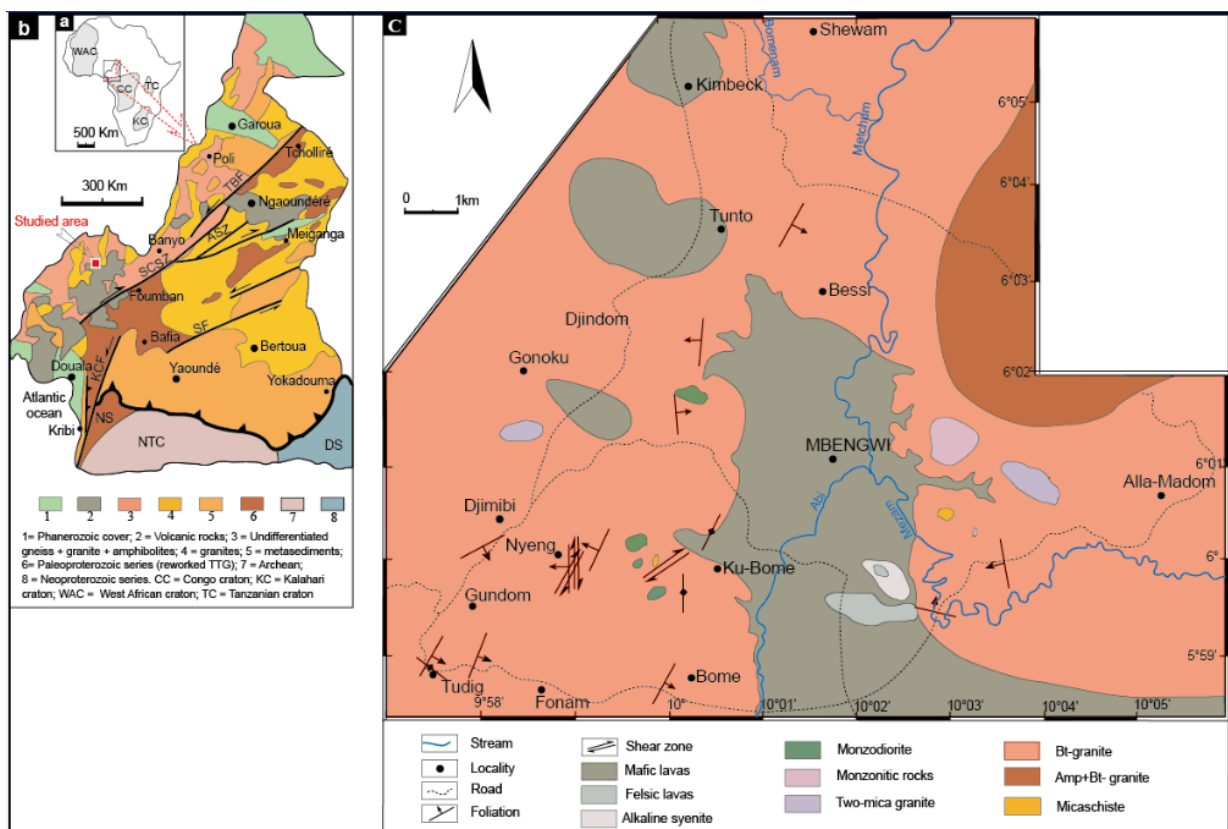 b
a
WAC
TC
CC
KC
500 Km
300 Km
Studied area
Garoua
Poli
Tcholliré
TBF
Ngaoundéré
ASZ
Meiganga
Banyo
SCSZ
Foumban
SF
Bafia
Bertoua
Douala
KCF
Yaoundé
Yokadouma
Atlantic
ocean
Kribi
NS
NTC
DS
1 2 3 4 5 6 7 8
1= Phanerozoic cover; 2 = Volcanic rocks; 3 = Undifferentiated
gneiss + granite + amphibolites; 4 = granites; 5 = metasediments;
6= Paleoproterozoic series (reworked TTG); 7 = Archean;
8 = Neoproterozoic series. CC = Congo craton; KC = Kalahari
craton; WAC = West African craton; TC = Tanzanian craton
C
Bomenam
Shewam
Kimbeck
Metchum
6°05'
0 1km
6°04'
Tunto
6°03'
Bessi
Djindom
Gonoku
6°02'
MBENGWI
6°01'
Alla-Madom
Djimibi
Abi
Mezam
Nyeng
6°
Ku-Bome
Gundom
5°59'
Tudig
Bome
Fonam
9°58' 10° 10°01' 10°02' 10°03' 10°04' 10°05'
Stream
Locality
Road
Foliation
Shear zone
Mafic lavas
Felsic lavas
Alkaline syenite
Monzodiorite
Monzonitic rocks
Two-mica granite
Bt-granite
Amp+Bt- granite
Micaschiste